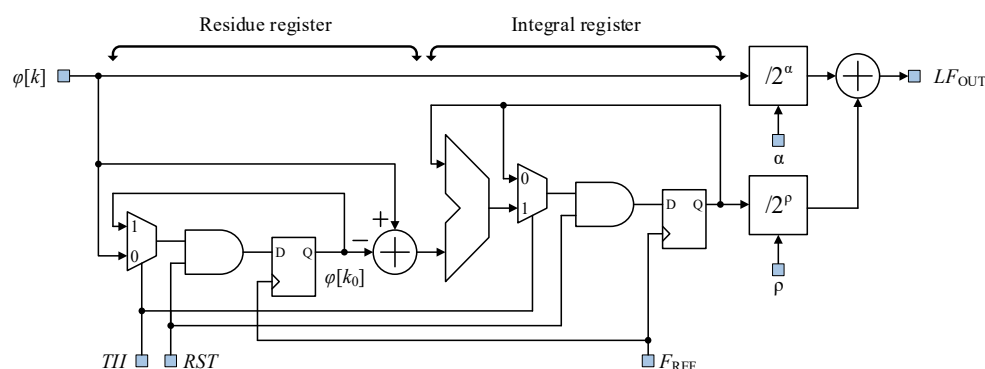 Residue register
Integral register
φ[k]
/2^α
LF_OUT
α
0
1
D Q
/2^ρ
ρ
1
0
D Q
φ[k₀]
+
−
TII
RST
F_REF